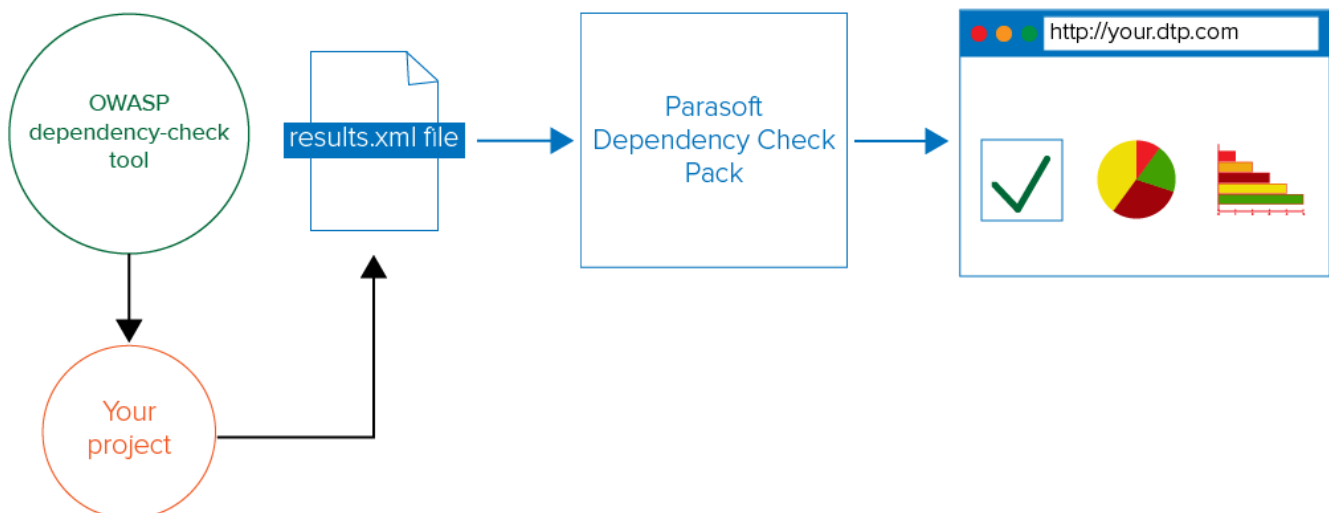 OWASP
dependency-check
tool
results.xml file
Parasoft
Dependency Check
Pack
http://your.dtp.com
Your
project